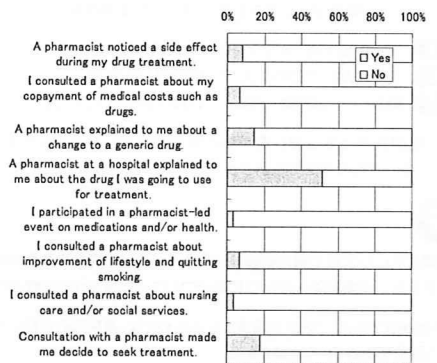 0% 20% 40% 60% 80% 100%
A pharmacist noticed a side effect
during my drug treatment.
Yes
No
I consulted a pharmacist about my
copayment of medical costs such as
drugs.
A pharmacist explained to me about a
change to a generic drug.
A pharmacist at a hospital explained to
me about the drug I was going to use
for treatment.
I participated in a pharmacist-led
event on medications and/or health.
I consulted a pharmacist about
improvement of lifestyle and quitting
smoking.
I consulted a pharmacist about nursing
care and/or social services.
Consultation with a pharmacist made
me decide to seek treatment.